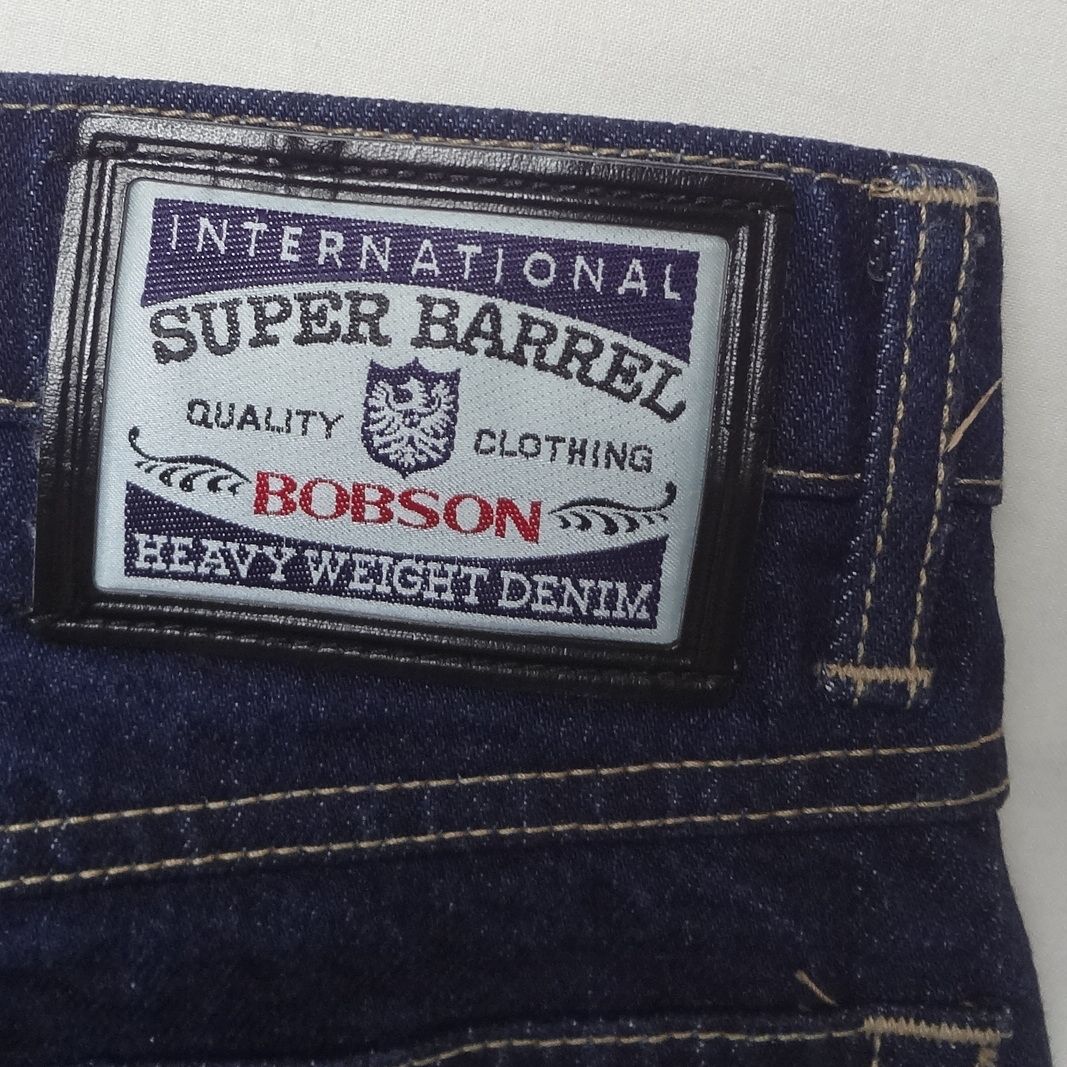 INTERNATIONAL
SUPER BARREL
QUALITY CLOTHING
BOBSON
HEAVY WEIGHT DENIM